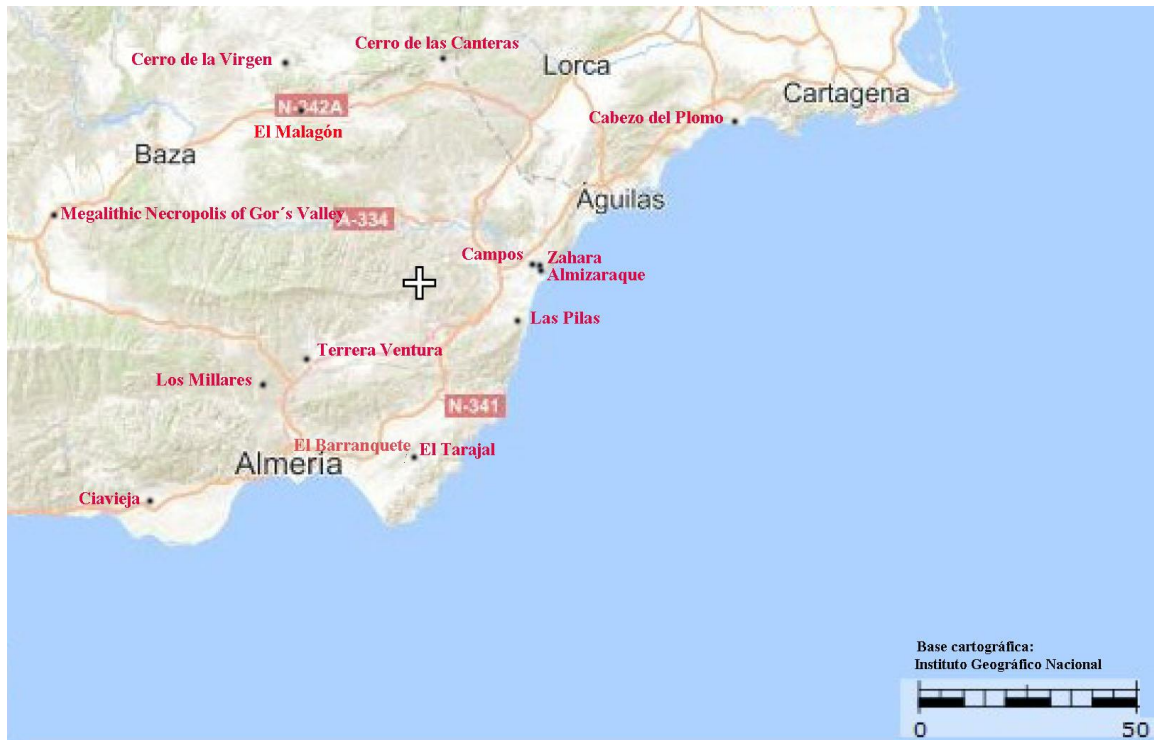 Cerro de las Canteras
Cerro de la Virgen
Lorca
N-342A
Cartagena
Cabezo del Plomo
El Malagón
Baza
Águilas
Megalithic Necropolis of Gor´s Valley
A-334
Campos
Zahara
Almizaraque
Las Pilas
Terrera Ventura
Los Millares
N-341
El Barranquete
El Tarajal
Almería
Ciavieja
Base cartográfica:
Instituto Geográfico Nacional
0 50